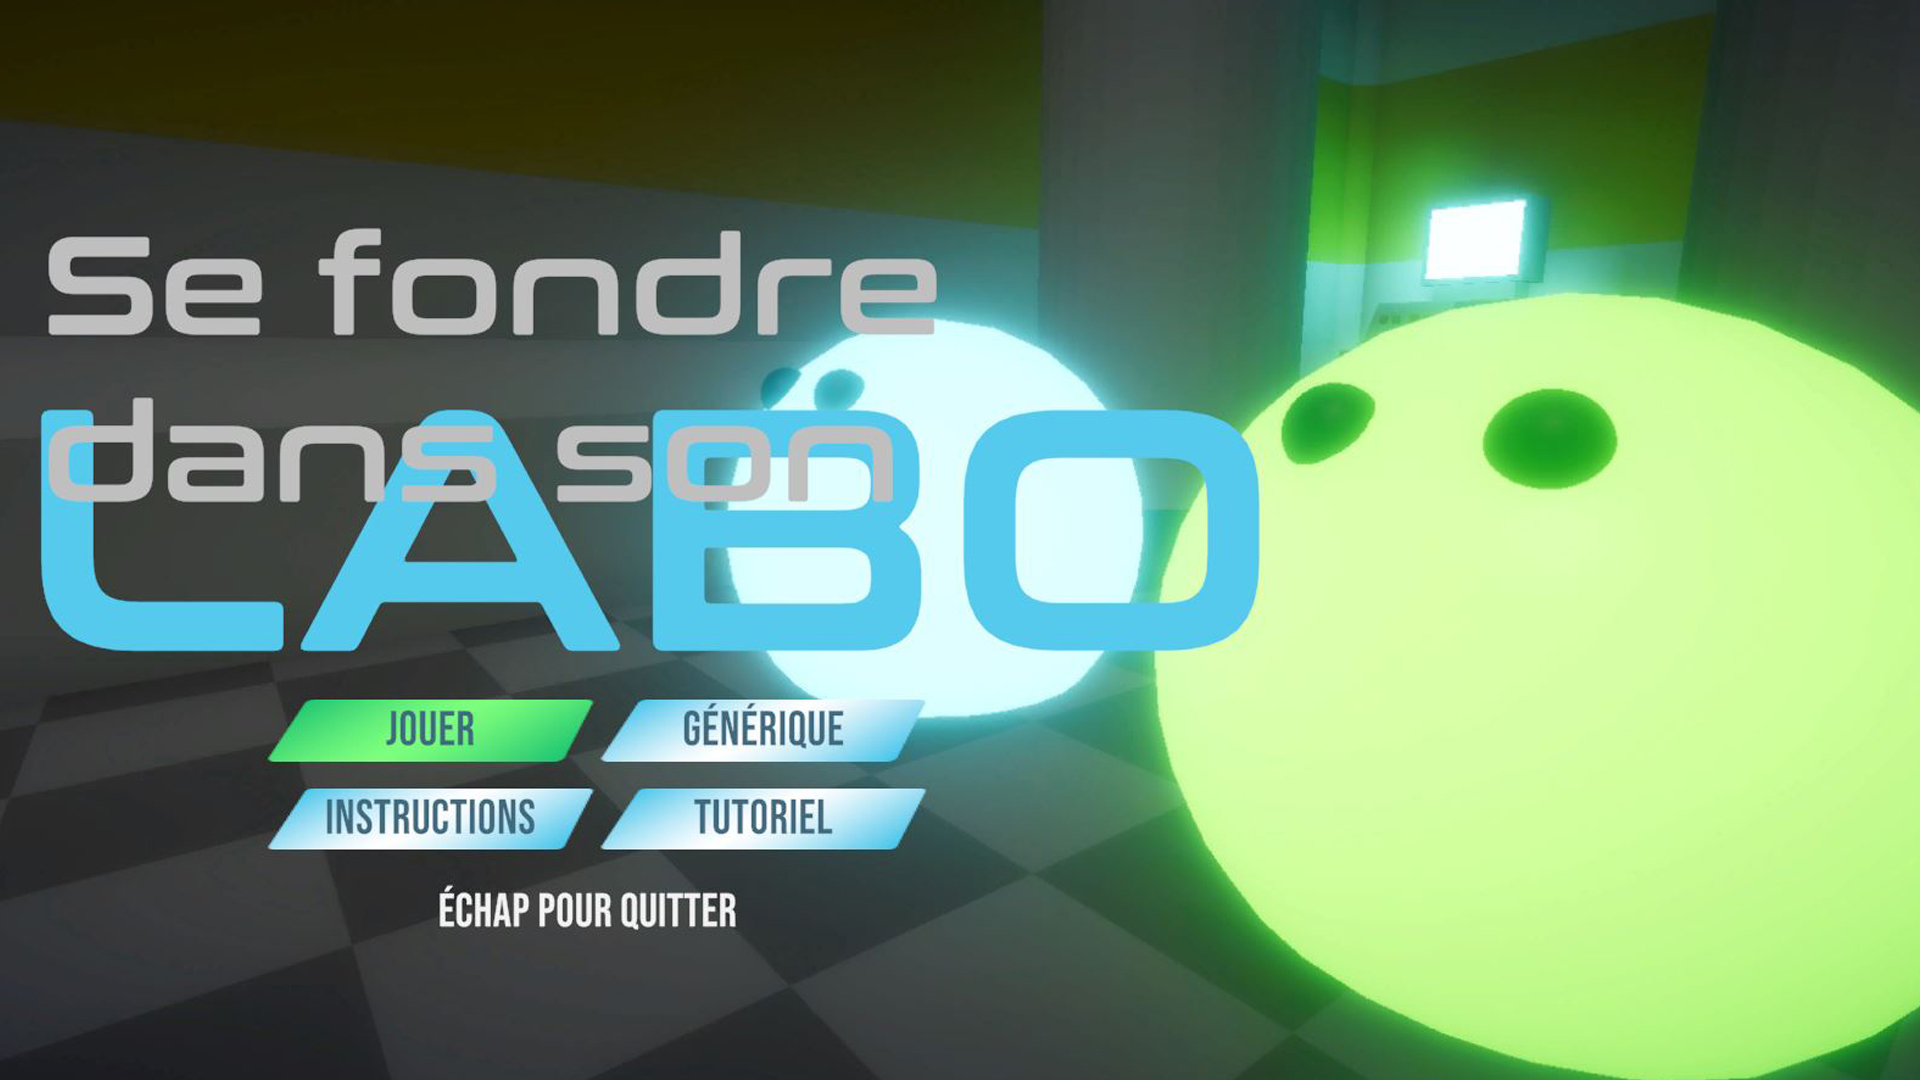 Se fondre
dans son
LABO
JOUER
GÉNÉRIQUE
INSTRUCTIONS
TUTORIEL
ÉCHAP POUR QUITTER